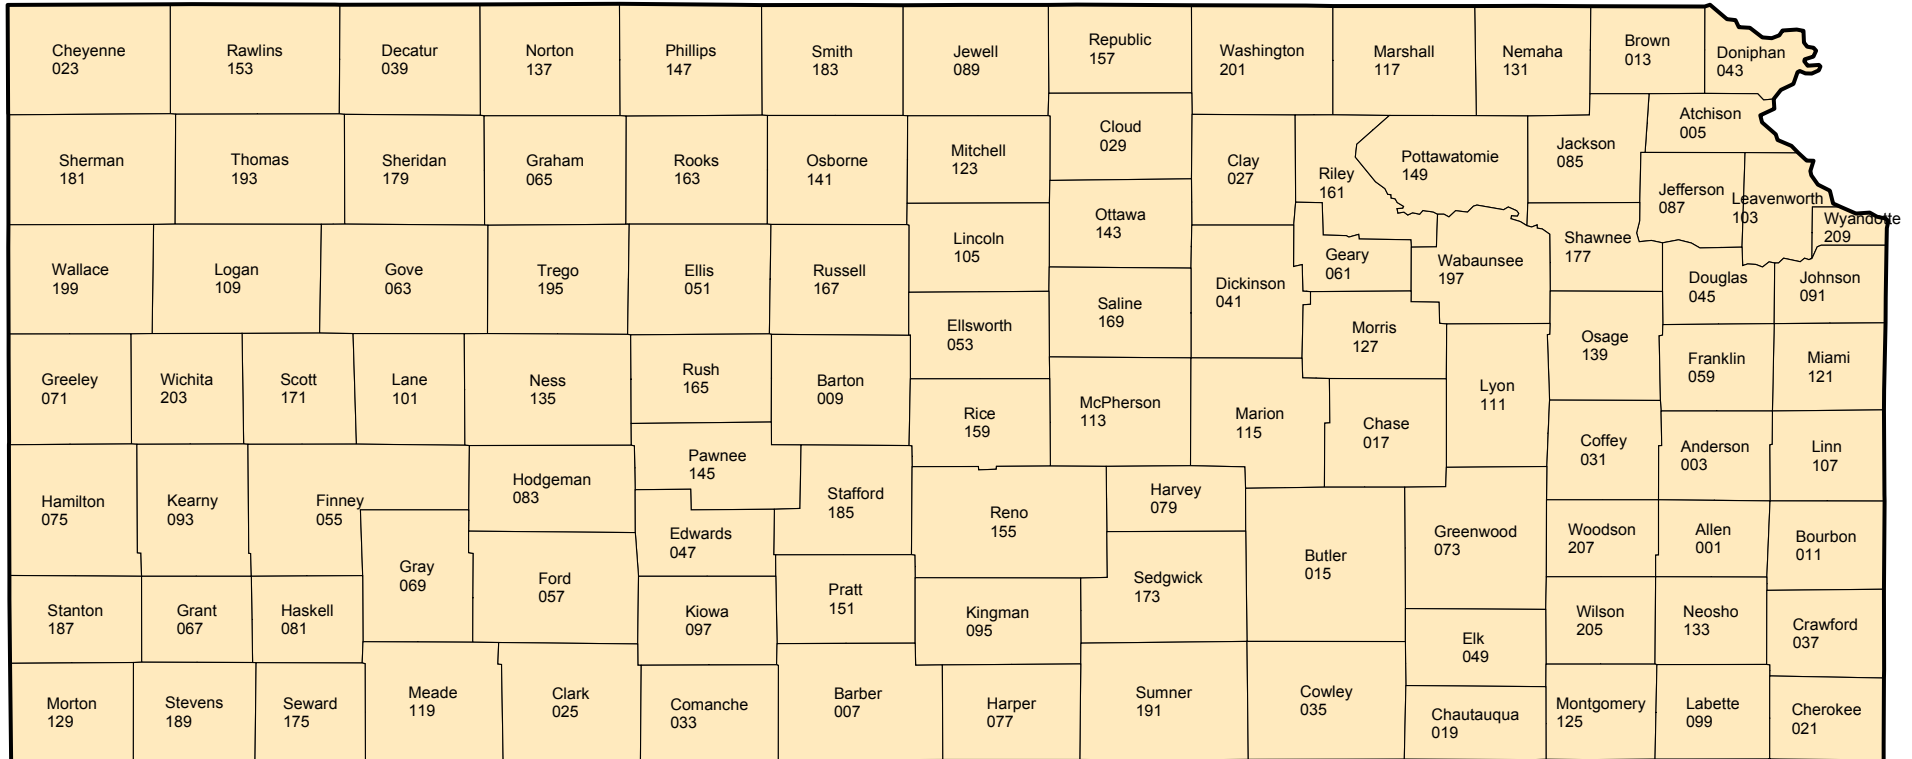 Cheyenne
023
Rawlins
153
Decatur
039
Norton
137
Phillips
147
Smith
183
Jewell
089
Republic
157
Washington
201
Marshall
117
Nemaha
131
Brown
013
Doniphan
043
Sherman
181
Thomas
193
Sheridan
179
Graham
065
Rooks
163
Osborne
141
Mitchell
123
Cloud
029
Clay
027
Riley
161
Pottawatomie
149
Jackson
085
Atchison
005
Jefferson
087
Leavenworth
103
Wyandotte
209
Wallace
199
Logan
109
Gove
063
Trego
195
Ellis
051
Russell
167
Lincoln
105
Ottawa
143
Saline
169
Dickinson
041
Geary
061
Wabaunsee
197
Shawnee
177
Douglas
045
Johnson
091
Greeley
071
Wichita
203
Scott
171
Lane
101
Ness
135
Rush
165
Barton
009
Ellsworth
053
Rice
159
McPherson
113
Marion
115
Morris
127
Chase
017
Lyon
111
Osage
139
Franklin
059
Miami
121
Hamilton
075
Kearny
093
Finney
055
Hodgeman
083
Pawnee
145
Edwards
047
Stafford
185
Reno
155
Harvey
079
Butler
015
Greenwood
073
Coffey
031
Anderson
003
Linn
107
Woodson
207
Allen
001
Bourbon
011
Stanton
187
Grant
067
Haskell
081
Gray
069
Ford
057
Kiowa
097
Pratt
151
Kingman
095
Sedgwick
173
Elk
049
Wilson
205
Neosho
133
Crawford
037
Morton
129
Stevens
189
Seward
175
Meade
119
Clark
025
Comanche
033
Barber
007
Harper
077
Sumner
191
Cowley
035
Chautauqua
019
Montgomery
125
Labette
099
Cherokee
021